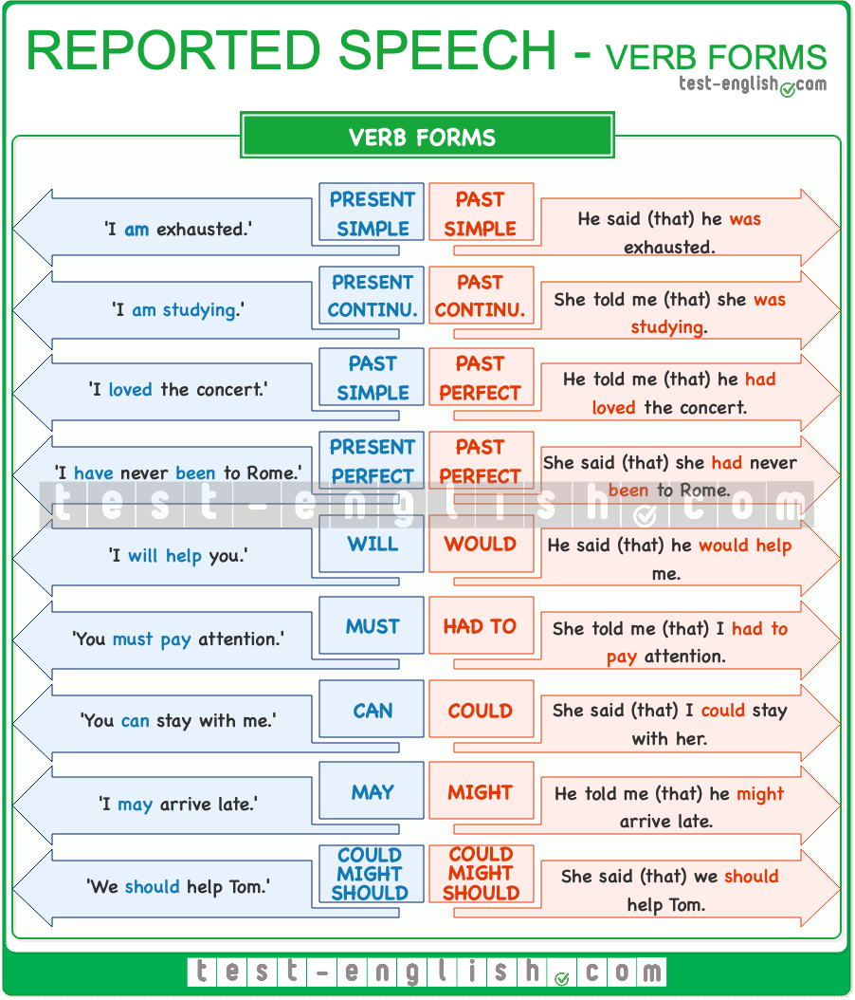 REPORTED SPEECH - VERB FORMS
test-english.com
VERB FORMS
'I am exhausted.'
PRESENT
SIMPLE
PAST
SIMPLE
He said (that) he was
exhausted.
'I am studying.'
PRESENT
CONTINU.
PAST
CONTINU.
She told me (that) she was
studying.
'I loved the concert.'
PAST
SIMPLE
PAST
PERFECT
He told me (that) he had
loved the concert.
'I have never been to Rome.'
PRESENT
PERFECT
PAST
PERFECT
She said (that) she had never
been to Rome.
test-english.com
'I will help you.'
WILL
WOULD
He said (that) he would help
me.
'You must pay attention.'
MUST
HAD TO
She told me (that) I had to
pay attention.
'You can stay with me.'
CAN
COULD
She said (that) I could stay
with her.
'I may arrive late.'
MAY
MIGHT
He told me (that) he might
arrive late.
'We should help Tom.'
COULD
MIGHT
SHOULD
COULD
MIGHT
SHOULD
She said (that) we should
help Tom.
test-english.com